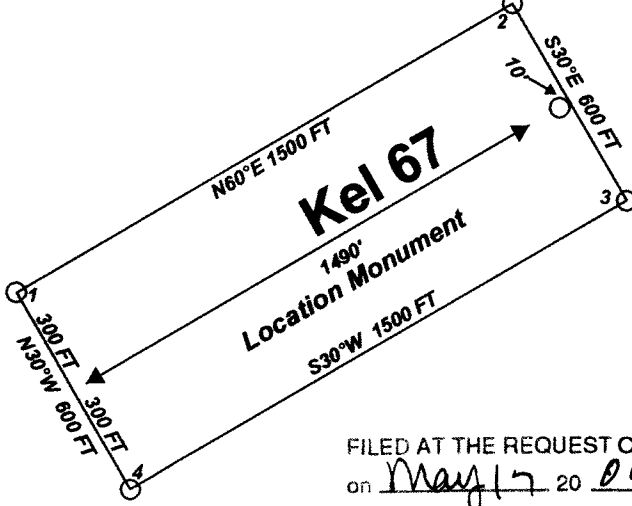 2
S30°E 600 FT
10'
N60°E 1500 FT
Kel 67
3
1490'
Location Monument
1
S30°W 1500 FT
300 FT
N30°W 600 FT
300 FT
4
FILED AT THE REQUEST O
on May 17 20